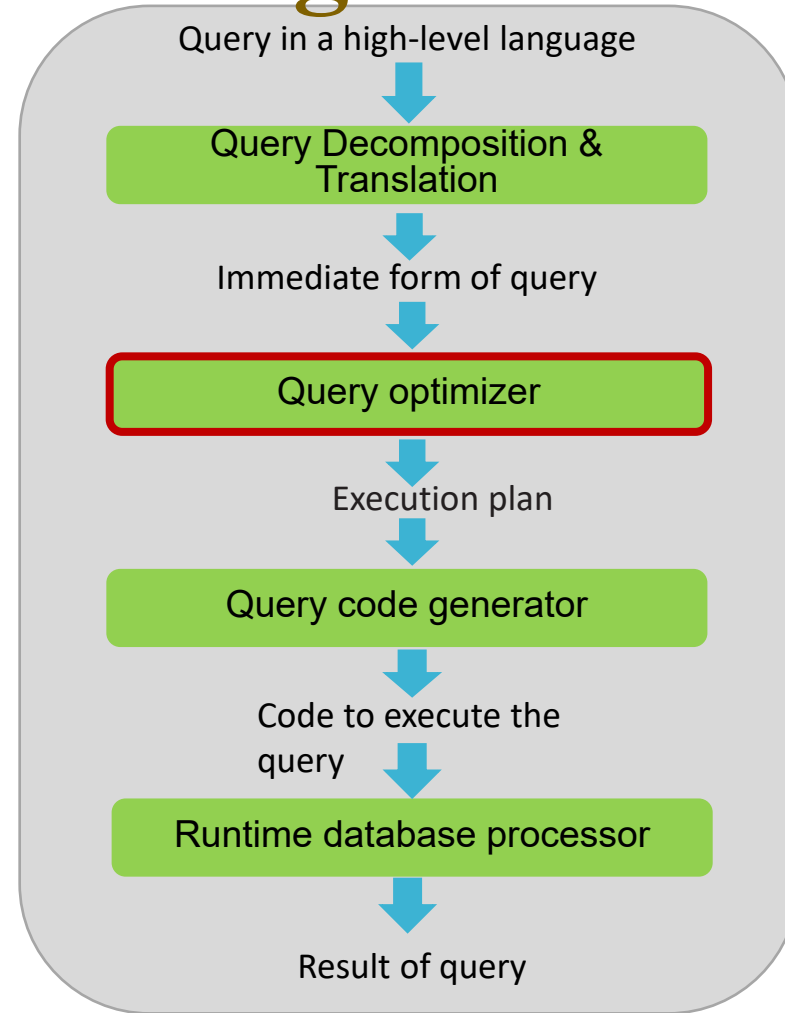 Query in a high-level language
Query Decomposition &
Translation
Immediate form of query
Query optimizer
Execution plan
Query code generator
Code to execute the
query
Runtime database processor
Result of query